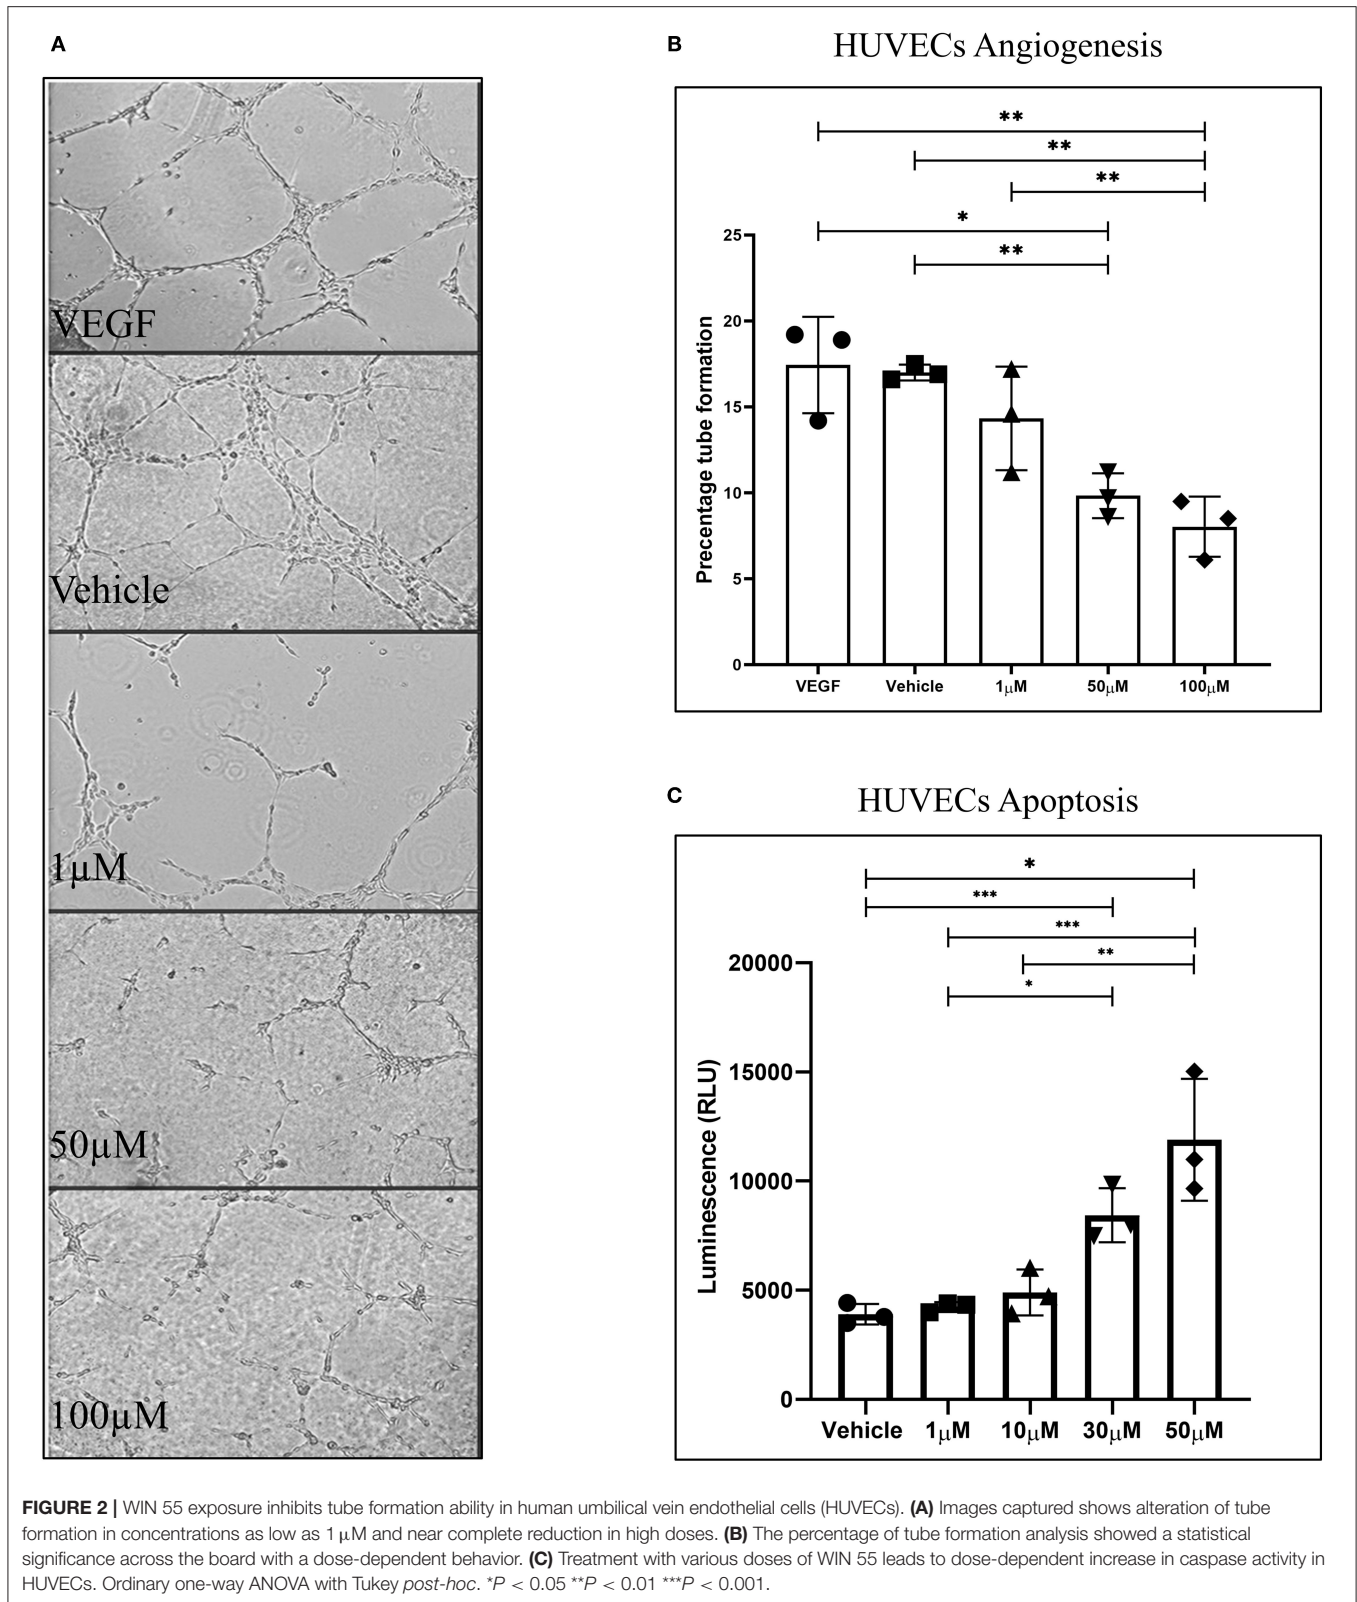 A
VEGF
Vehicle
1µM
50µM
100µM
B
HUVECs Angiogenesis
**
**
**
*
**
Precentage tube formation
25
20
15
10
5
0
VEGF Vehicle 1µM 50µM 100µM
C
HUVECs Apoptosis
*
***
***
**
*
Luminescence (RLU)
20000
15000
10000
5000
0
Vehicle 1µM 10µM 30µM 50µM
FIGURE 2 | WIN 55 exposure inhibits tube formation ability in human umbilical vein endothelial cells (HUVECs). (A) Images captured shows alteration of tube
formation in concentrations as low as 1 µM and near complete reduction in high doses. (B) The percentage of tube formation analysis showed a statistical
significance across the board with a dose-dependent behavior. (C) Treatment with various doses of WIN 55 leads to dose-dependent increase in caspase activity in
HUVECs. Ordinary one-way ANOVA with Tukey post-hoc. *P < 0.05 **P < 0.01 ***P < 0.001.